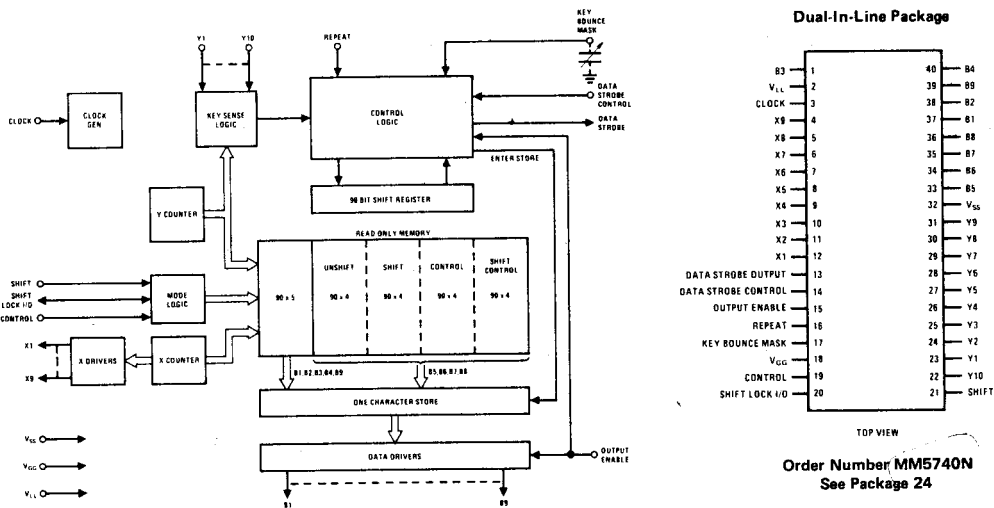 KEY
BOUNCE
MASK
Y1
Y10
REPEAT
CLOCK
CLOCK
GEN
KEY SENSE
LOGIC
CONTROL
LOGIC
DATA
STROBE
CONTROL
DATA
STROBE
ENTER STORE
90 BIT SHIFT REGISTER
Y COUNTER
READ ONLY MEMORY
UNSHIFT
SHIFT
CONTROL
SHIFT
CONTROL
90 x 5
90 x 4
90 x 4
90 x 4
90 x 4
SHIFT
SHIFT
LOCK I/O
CONTROL
MODE
LOGIC
X1
X9
X DRIVERS
X COUNTER
B1,B2,B3,B4,B9
B5,B6,B7,B8
ONE CHARACTER STORE
DATA DRIVERS
OUTPUT
ENABLE
B1
B9
VSS
VGG
VLL
Dual-In-Line Package
B3 1 40 B4
VLL 2 39 B9
CLOCK 3 38 B2
X9 4 37 B1
X8 5 36 B8
X7 6 35 B7
X6 7 34 B6
X5 8 33 B5
X4 9 32 VSS
X3 10 31 Y9
X2 11 30 Y8
X1 12 29 Y7
DATA STROBE OUTPUT 13 28 Y6
DATA STROBE CONTROL 14 27 Y5
OUTPUT ENABLE 15 26 Y4
REPEAT 16 25 Y3
KEY BOUNCE MASK 17 24 Y2
VGG 18 23 Y1
CONTROL 19 22 Y10
SHIFT LOCK I/O 20 21 SHIFT
TOP VIEW
Order Number MM5740N
See Package 24